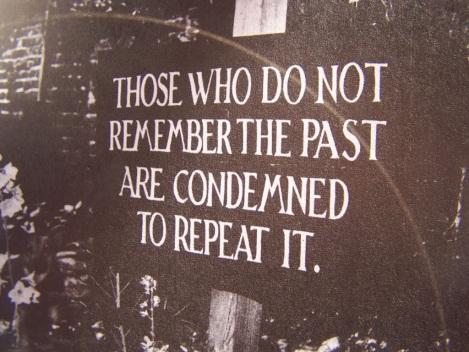 THOSE WHO DO NOT
REMEMBER THE PAST
ARE CONDEMNED
TO REPEAT IT.